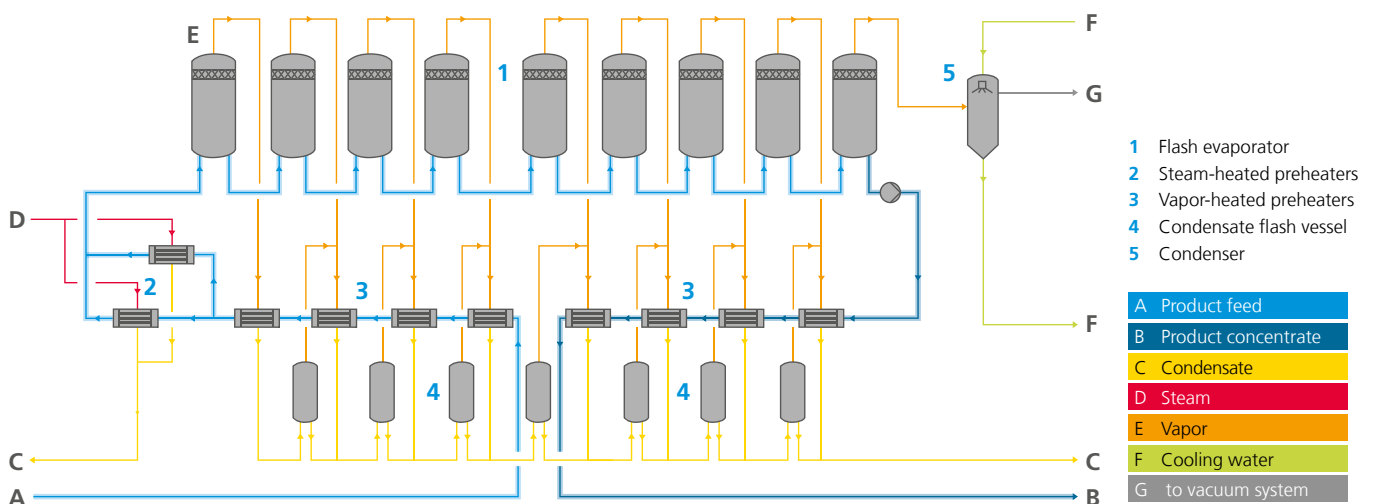 E
1
5
F
G
D
2
3
3
F
4
4
C
C
A
B
1 Flash evaporator
2 Steam-heated preheaters
3 Vapor-heated preheaters
4 Condensate flash vessel
5 Condenser
A Product feed
B Product concentrate
C Condensate
D Steam
E Vapor
F Cooling water
G to vacuum system